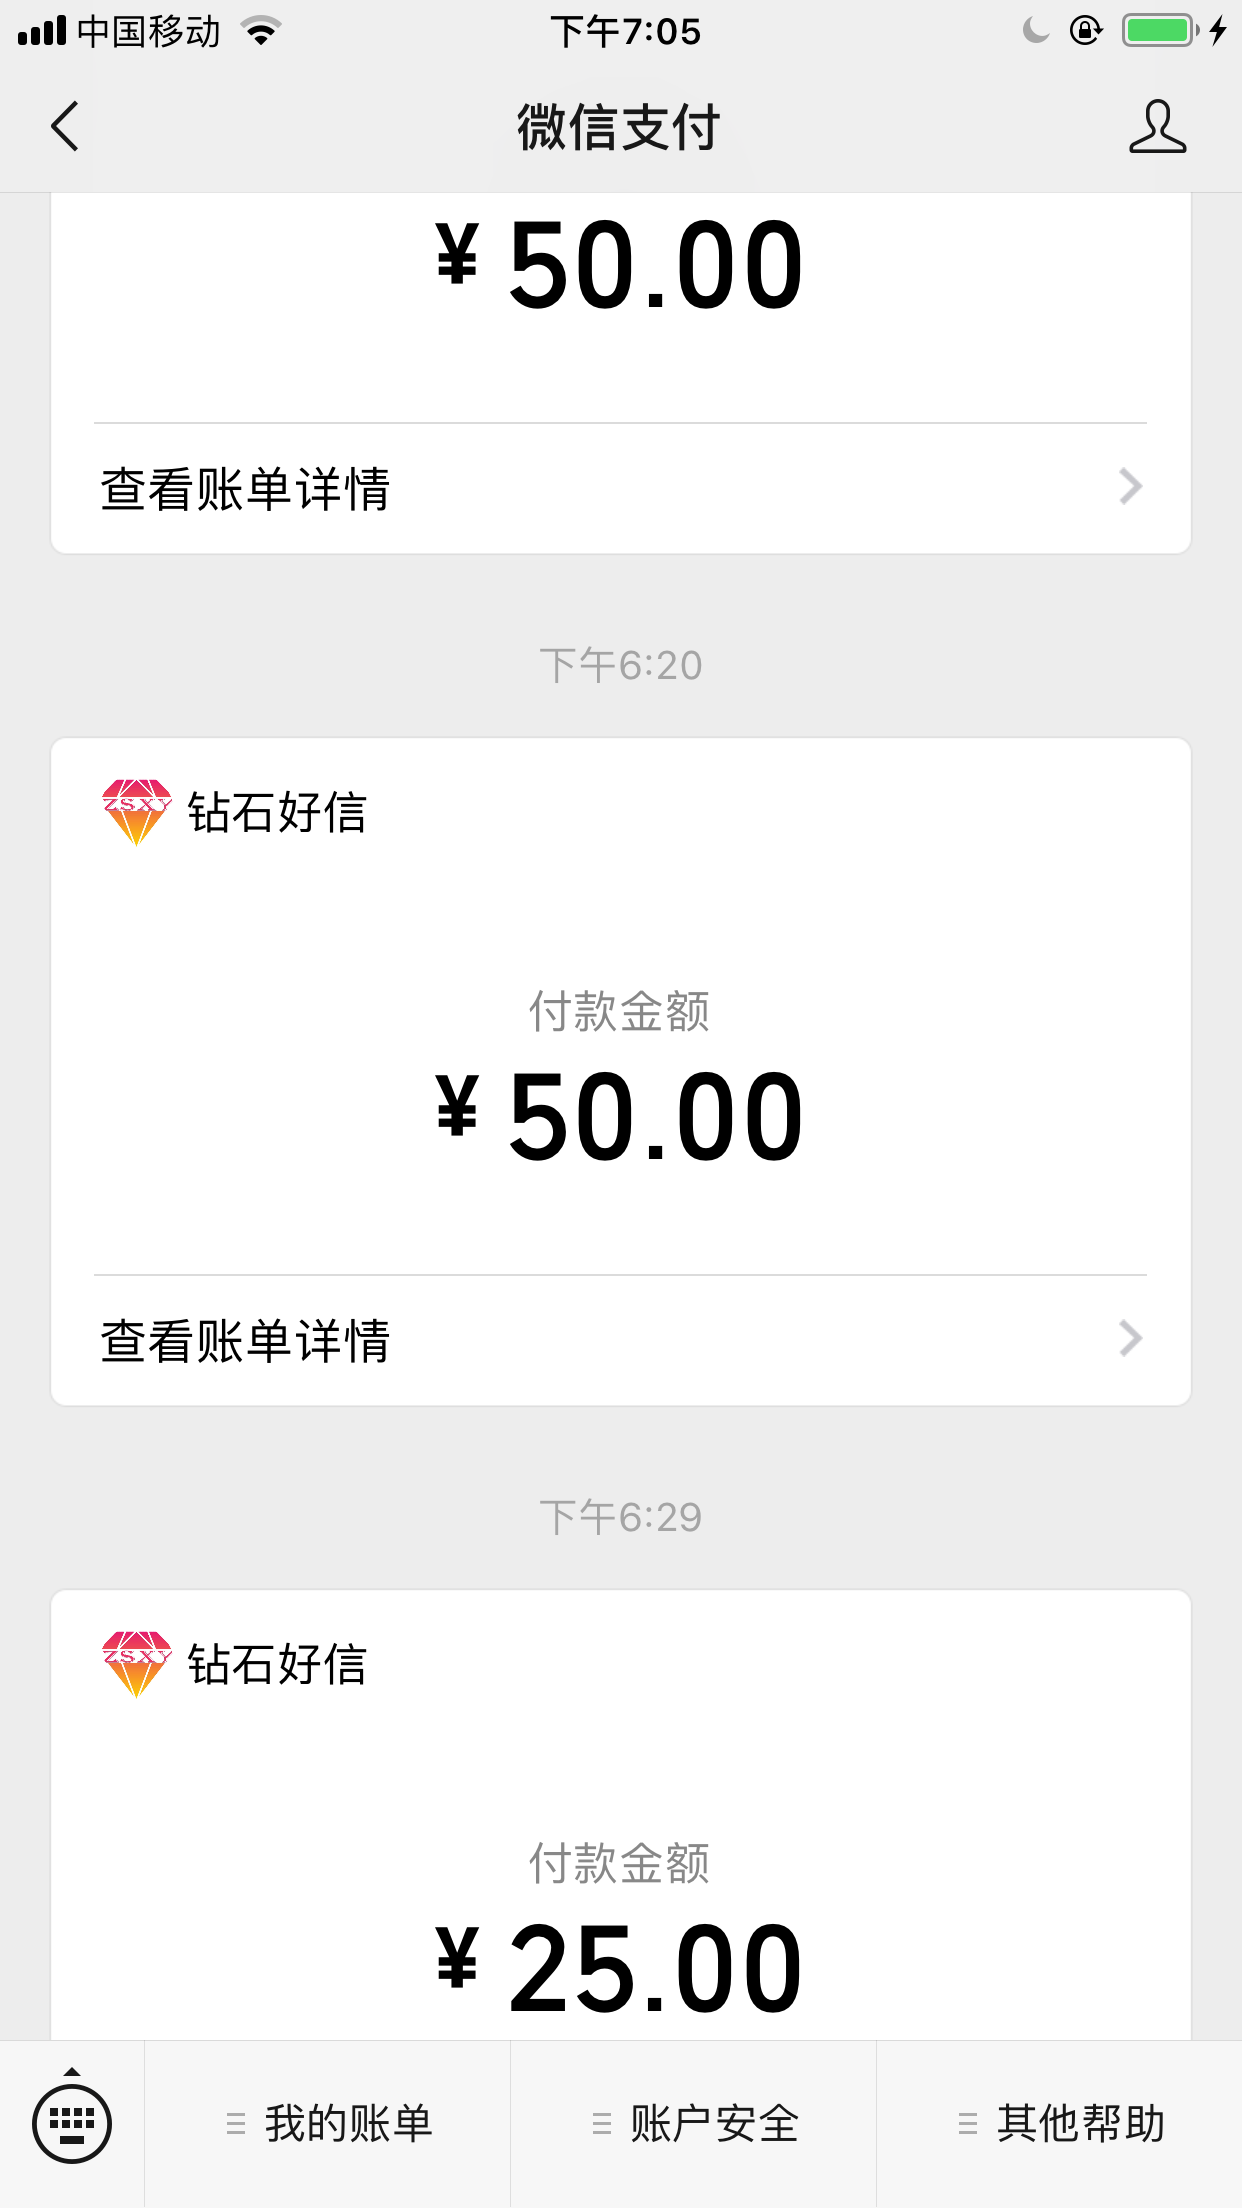 中国移动 下午7:05
微信支付
¥ 50.00
查看账单详情
下午6:20
ZSXY 钻石好信
付款金额
¥ 50.00
查看账单详情
下午6:29
ZSXY 钻石好信
付款金额
¥ 25.00
我的账单 账户安全 其他帮助